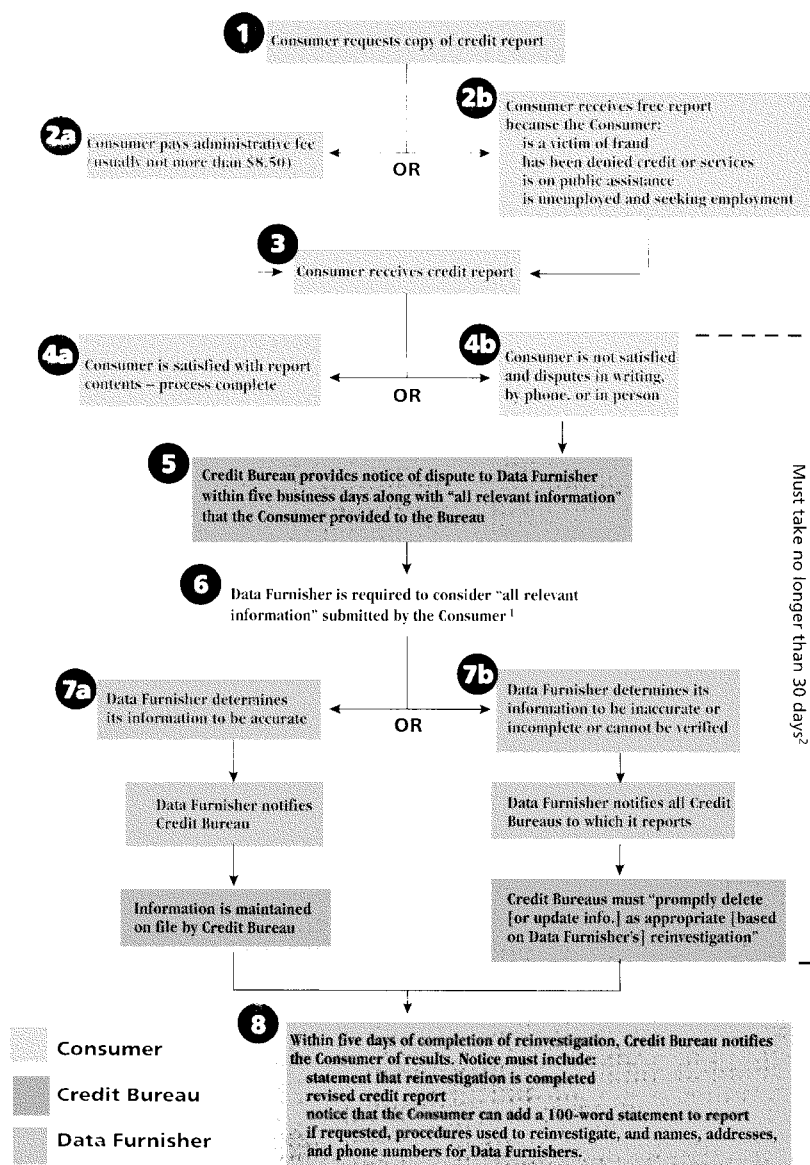 1
Consumer requests copy of credit report
2a
Consumer pays administrative fee
(usually not more than $8.50)
OR
2b
Consumer receives free report
because the Consumer:
is a victim of fraud
has been denied credit or services
is on public assistance
is unemployed and seeking employment
3
Consumer receives credit report
4a
Consumer is satisfied with report
contents – process complete
OR
4b
Consumer is not satisfied
and disputes in writing,
by phone, or in person
5
Credit Bureau provides notice of dispute to Data Furnisher
within five business days along with “all relevant information”
that the Consumer provided to the Bureau
6
Data Furnisher is required to consider “all relevant
information” submitted by the Consumer 1
7a
Data Furnisher determines
its information to be accurate
OR
7b
Data Furnisher determines its
information to be inaccurate or
incomplete or cannot be verified
Data Furnisher notifies
Credit Bureau
Data Furnisher notifies all Credit
Bureaus to which it reports
Information is maintained
on file by Credit Bureau
Credit Bureaus must “promptly delete
[or update info.] as appropriate [based
on Data Furnisher's] reinvestigation”
Must take no longer than 30 days2
8
Within five days of completion of reinvestigation, Credit Bureau notifies
the Consumer of results. Notice must include:
statement that reinvestigation is completed
revised credit report
notice that the Consumer can add a 100-word statement to report
if requested, procedures used to reinvestigate, and names, addresses,
and phone numbers for Data Furnishers.
Consumer
Credit Bureau
Data Furnisher